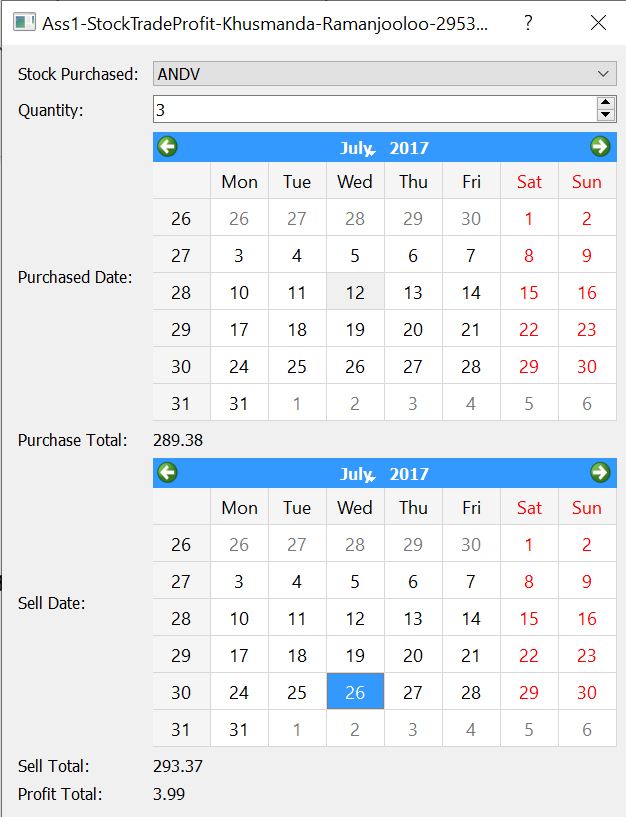 Ass1-StockTradeProfit-Khusmanda-Ramanjooloo-2953... ?
Stock Purchased: ANDV
Quantity: 3
July, 2017
Mon Tue Wed Thu Fri Sat Sun
26 26 27 28 29 30 1 2
27 3 4 5 6 7 8 9
Purchased Date:
28 10 11 12 13 14 15 16
29 17 18 19 20 21 22 23
30 24 25 26 27 28 29 30
31 31 1 2 3 4 5 6
Purchase Total: 289.38
July, 2017
Mon Tue Wed Thu Fri Sat Sun
26 26 27 28 29 30 1 2
27 3 4 5 6 7 8 9
Sell Date:
28 10 11 12 13 14 15 16
29 17 18 19 20 21 22 23
30 24 25 26 27 28 29 30
31 31 1 2 3 4 5 6
Sell Total: 293.37
Profit Total: 3.99